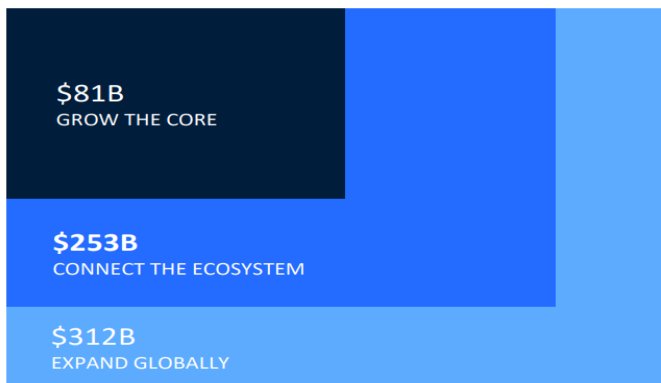 $81B
GROW THE CORE
$253B
CONNECT THE ECOSYSTEM
$312B
EXPAND GLOBALLY